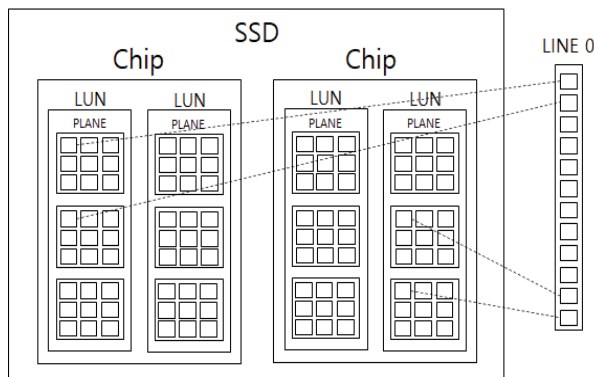 SSD
Chip Chip
LINE 0
LUN LUN LUN LUN
PLANE PLANE PLANE PLANE